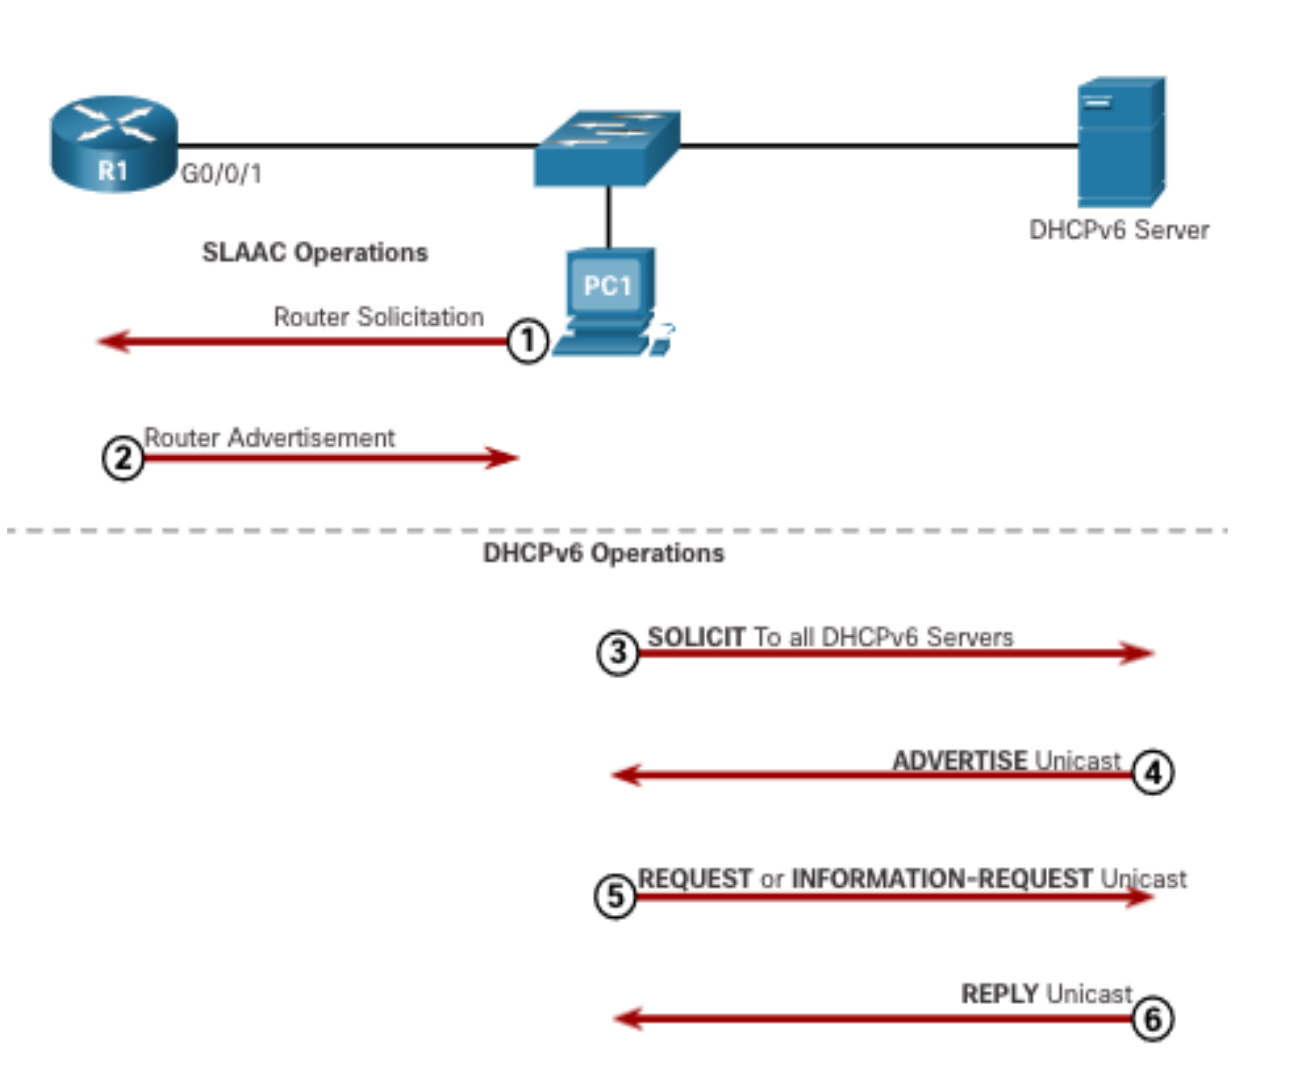 R1
G0/0/1
DHCPv6 Server
SLAAC Operations
PC1
Router Solicitation
1
Router Advertisement
2
DHCPv6 Operations
3
SOLICIT To all DHCPv6 Servers
ADVERTISE Unicast
4
5
REQUEST or INFORMATION-REQUEST Unicast
REPLY Unicast
6